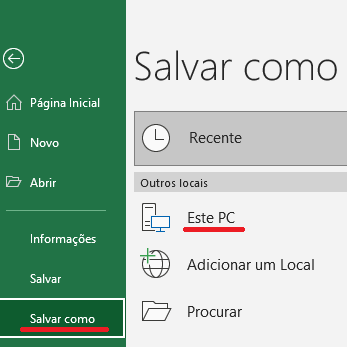 Salvar como
Página Inicial
Novo
Abrir
Informações
Salvar
Salvar como
Recente
Outros locais
Este PC
Adicionar um Local
Procurar